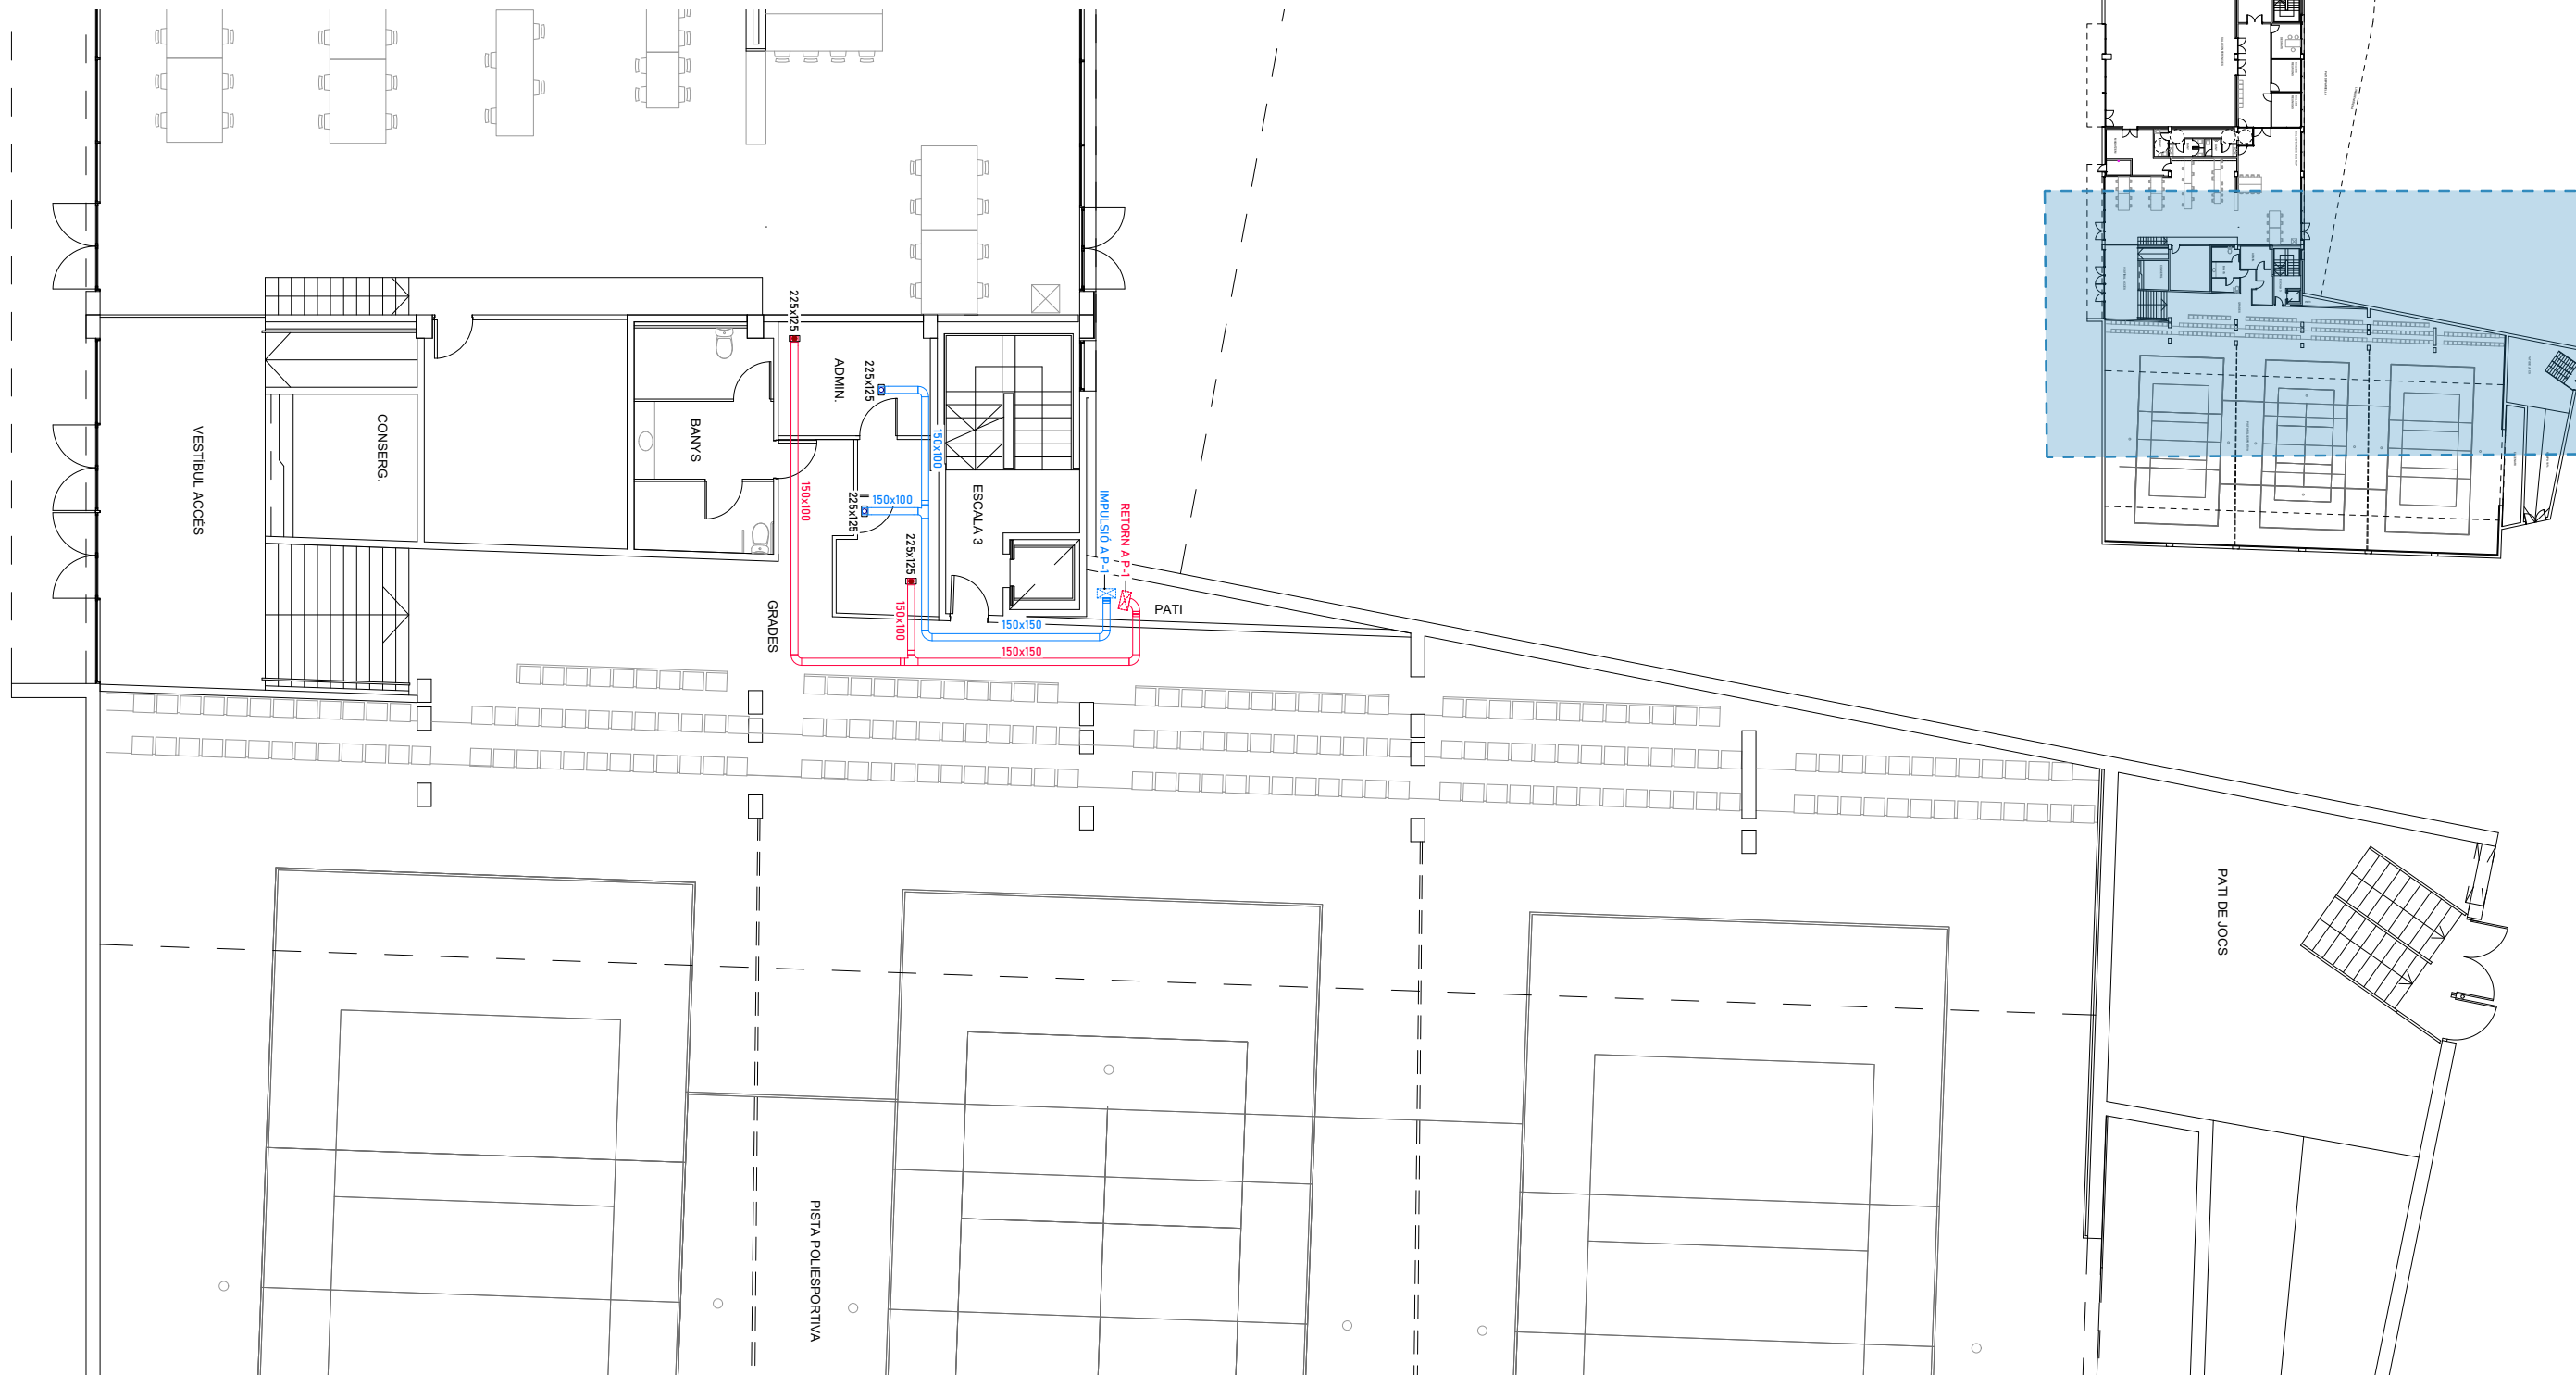 225x125
ADMIN.
225x125
150x100
CONSERG.
VESTÍBUL ACCÉS
BANYS
150x100
150x100
225x125
ESCALA 3
IMPULSIÓ A P-1
RETORN A P-1
225x125
150x100
GRADES
PATI
150x150
150x150
PATI DE JOCS
PISTA POLIESPORTIVA